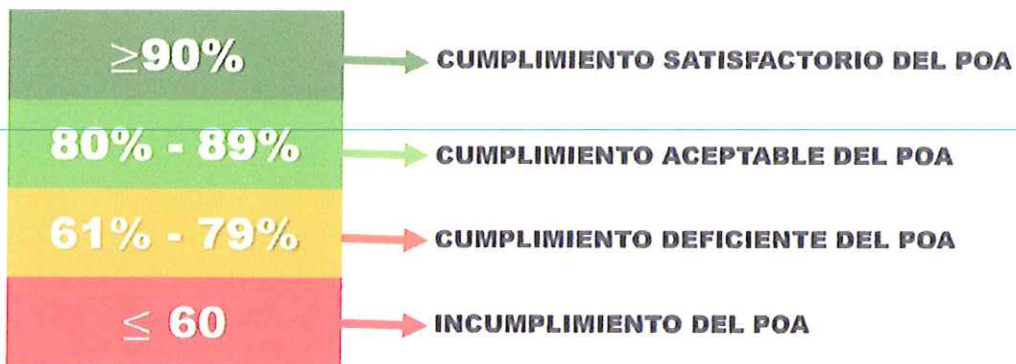 ≥90% CUMPLIMIENTO SATISFACTORIO DEL POA
80% - 89% CUMPLIMIENTO ACEPTABLE DEL POA
61% - 79% CUMPLIMIENTO DEFICIENTE DEL POA
≤ 60 INCUMPLIMIENTO DEL POA